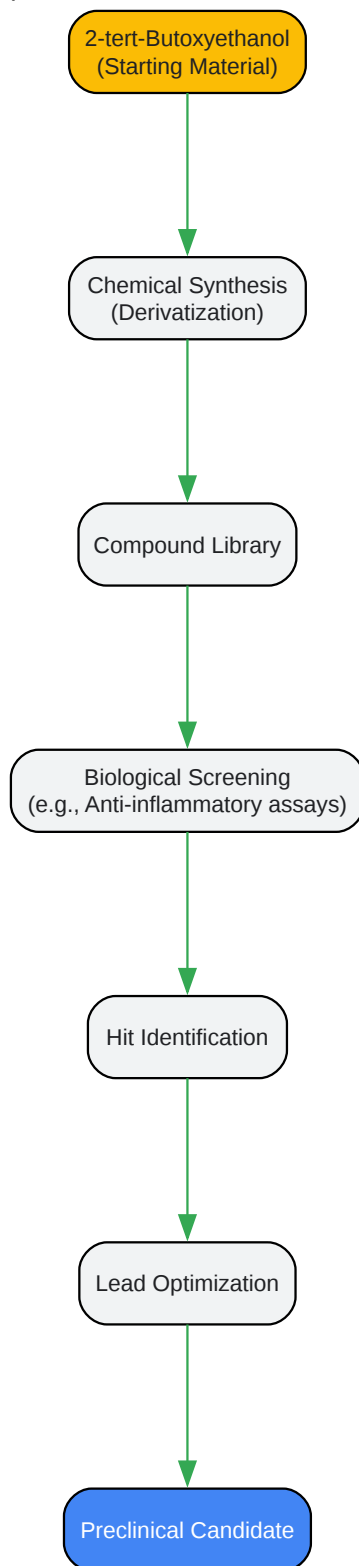 2-tert-Butoxyethanol
(Starting Material)
Chemical Synthesis
(Derivatization)
Compound Library
Biological Screening
(e.g., Anti-inflammatory assays)
Hit Identification
Lead Optimization
Preclinical Candidate